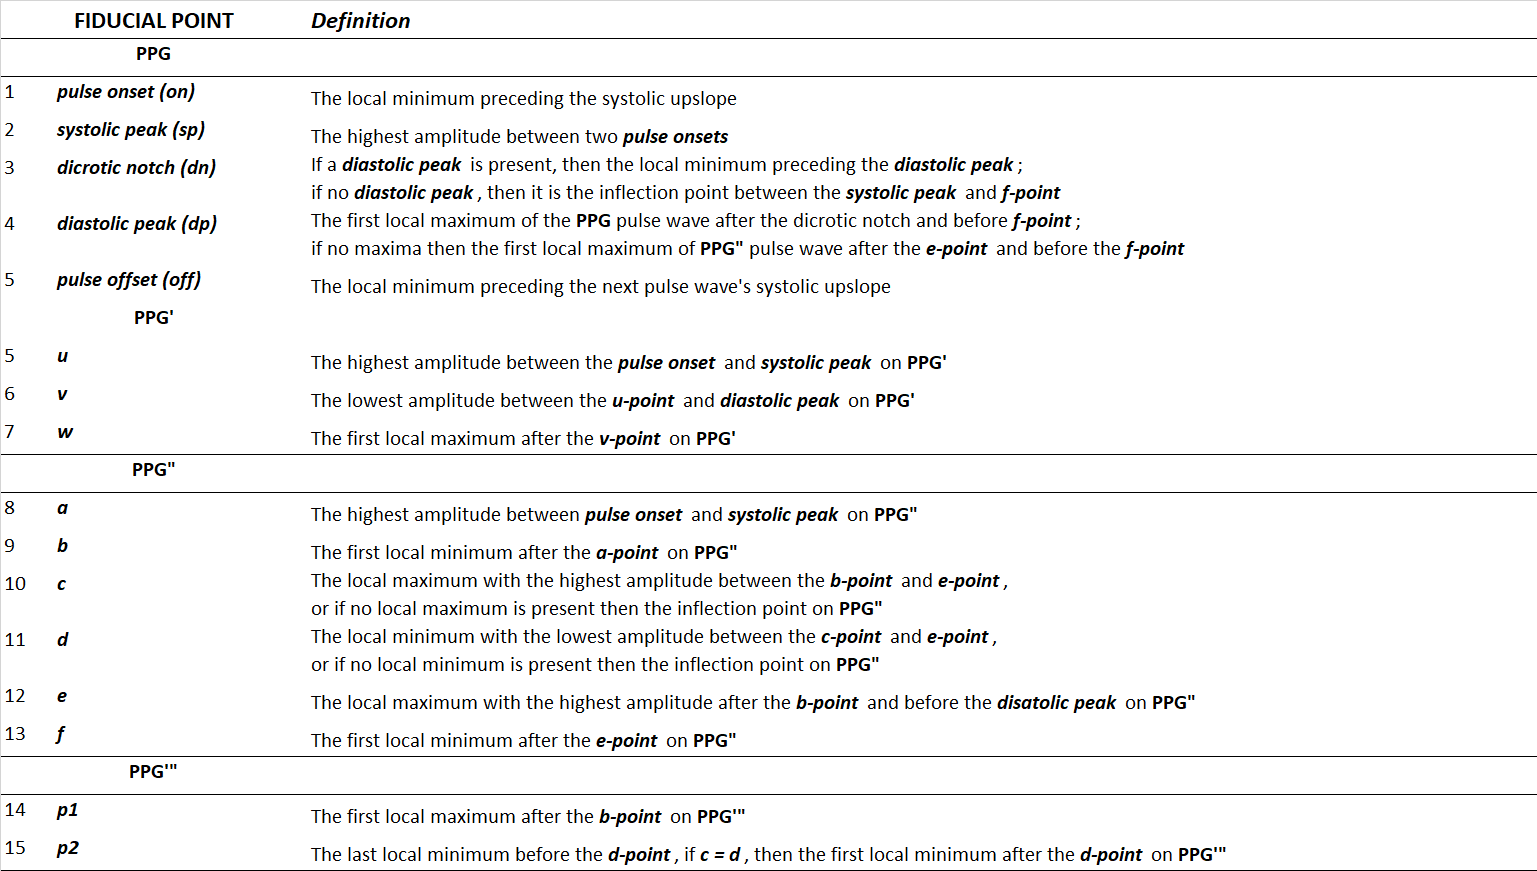 FIDUCIAL POINT Definition
PPG
1 pulse onset (on) The local minimum preceding the systolic upslope
2 systolic peak (sp) The highest amplitude between two pulse onsets
3 dicrotic notch (dn) If a diastolic peak is present, then the local minimum preceding the diastolic peak;
if no diastolic peak, then it is the inflection point between the systolic peak and f-point
4 diastolic peak (dp) The first local maximum of the PPG pulse wave after the dicrotic notch and before f-point;
if no maxima then the first local maximum of PPG" pulse wave after the e-point and before the f-point
5 pulse offset (off) The local minimum preceding the next pulse wave's systolic upslope
PPG'
5 u The highest amplitude between the pulse onset and systolic peak on PPG'
6 v The lowest amplitude between the u-point and diastolic peak on PPG'
7 w The first local maximum after the v-point on PPG'
PPG"
8 a The highest amplitude between pulse onset and systolic peak on PPG"
9 b The first local minimum after the a-point on PPG"
10 c The local maximum with the highest amplitude between the b-point and e-point,
or if no local maximum is present then the inflection point on PPG"
11 d The local minimum with the lowest amplitude between the c-point and e-point,
or if no local minimum is present then the inflection point on PPG"
12 e The local maximum with the highest amplitude after the b-point and before the disatolic peak on PPG"
13 f The first local minimum after the e-point on PPG"
PPG'"
14 p1 The first local maximum after the b-point on PPG'"
15 p2 The last local minimum before the d-point, if c = d, then the first local minimum after the d-point on PPG'"